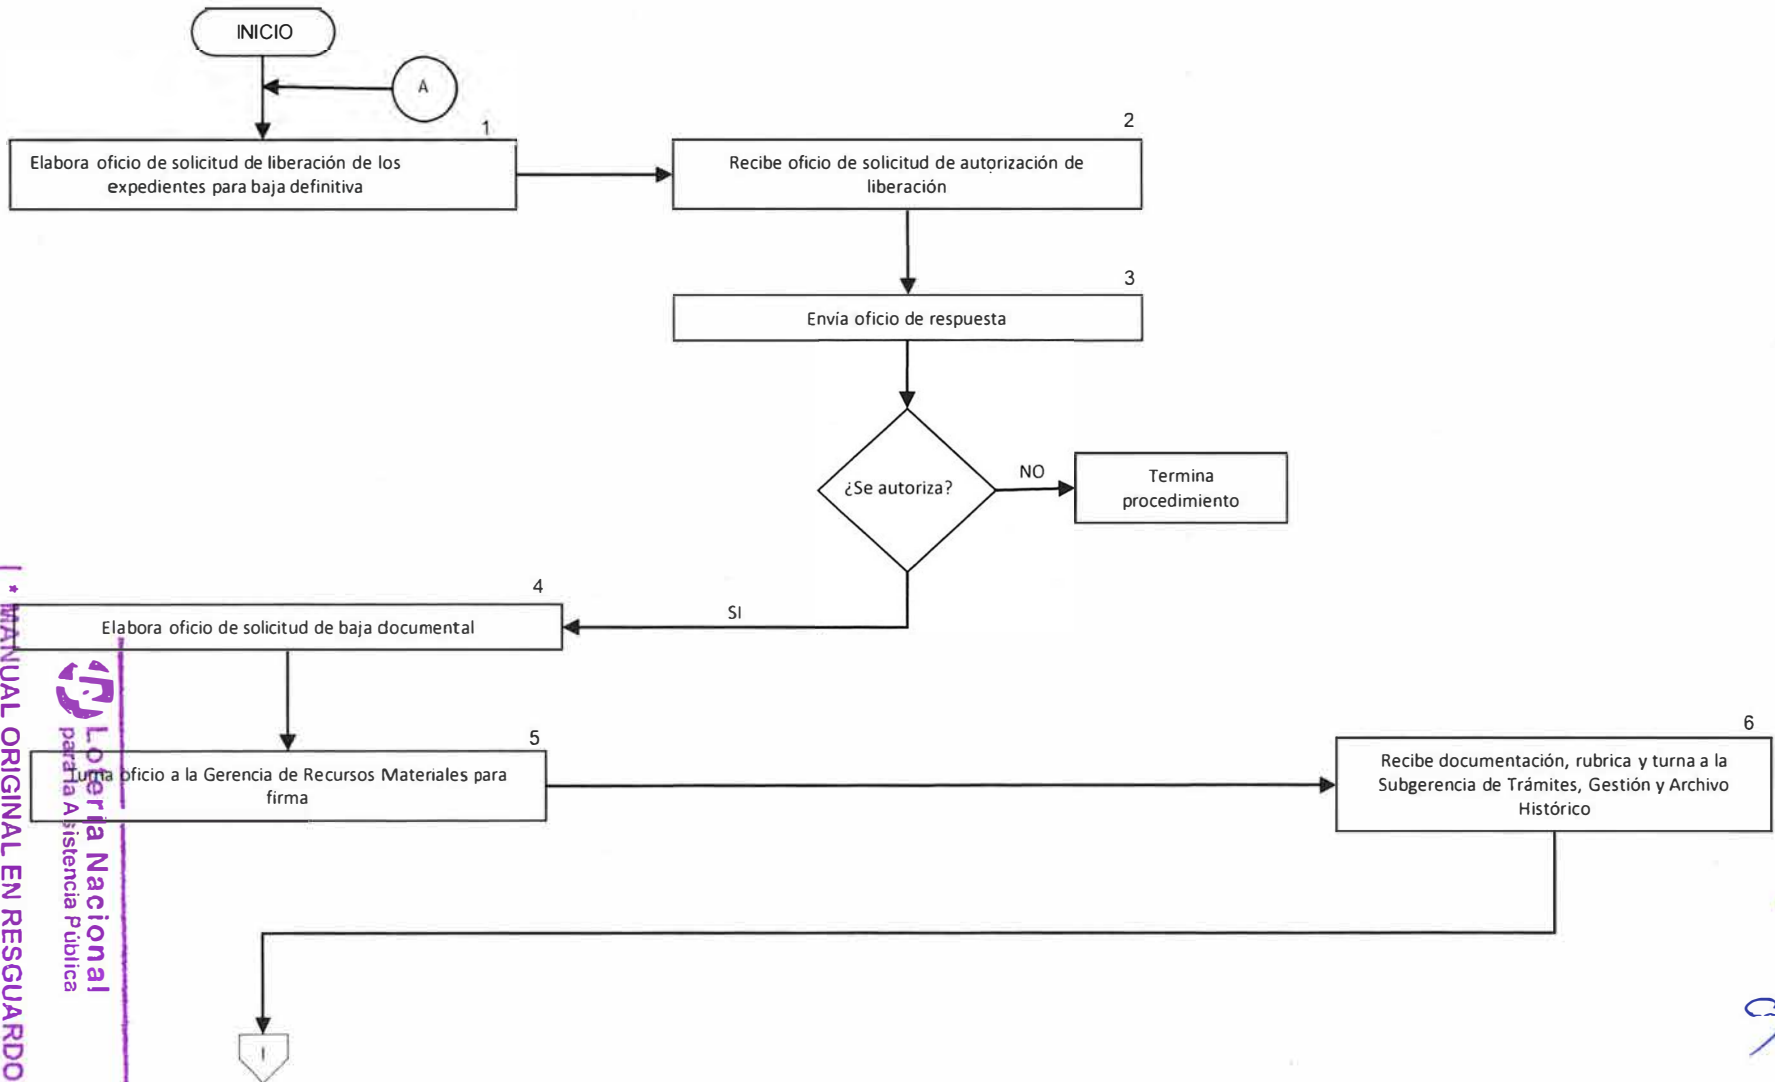 INICIO
A
1
Elabora oficio de solicitud de liberación de los
expedientes para baja definitiva
2
Recibe oficio de solicitud de autorización de
liberación
3
Envía oficio de respuesta
¿Se autoriza?
NO
Termina
procedimiento
SI
4
Elabora oficio de solicitud de baja documental
5
Turna oficio a la Gerencia de Recursos Materiales para
firma
6
Recibe documentación, rubrica y turna a la
Subgerencia de Trámites, Gestión y Archivo
Histórico
I
Lotería Nacional
para la Asistencia Pública
* MANUAL ORIGINAL EN RESGUARDO